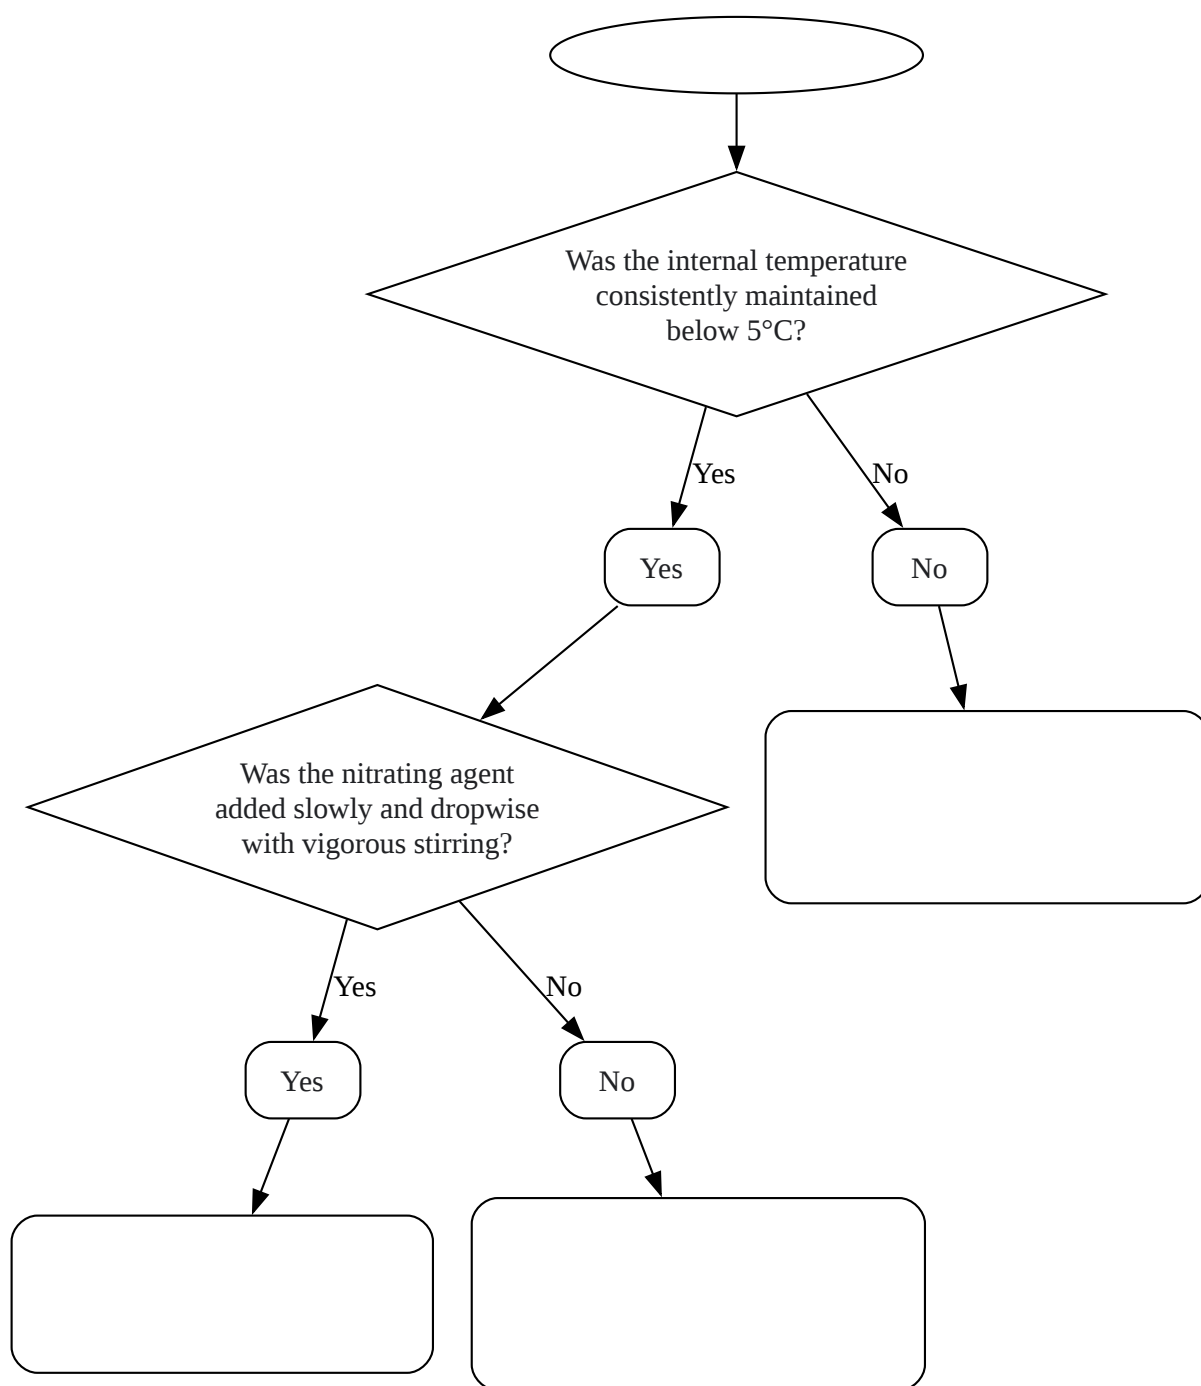 Was the internal temperature
consistently maintained
below 5°C?
Yes
No
Yes
No
Was the nitrating agent
added slowly and dropwise
with vigorous stirring?
Yes
No
Yes
No